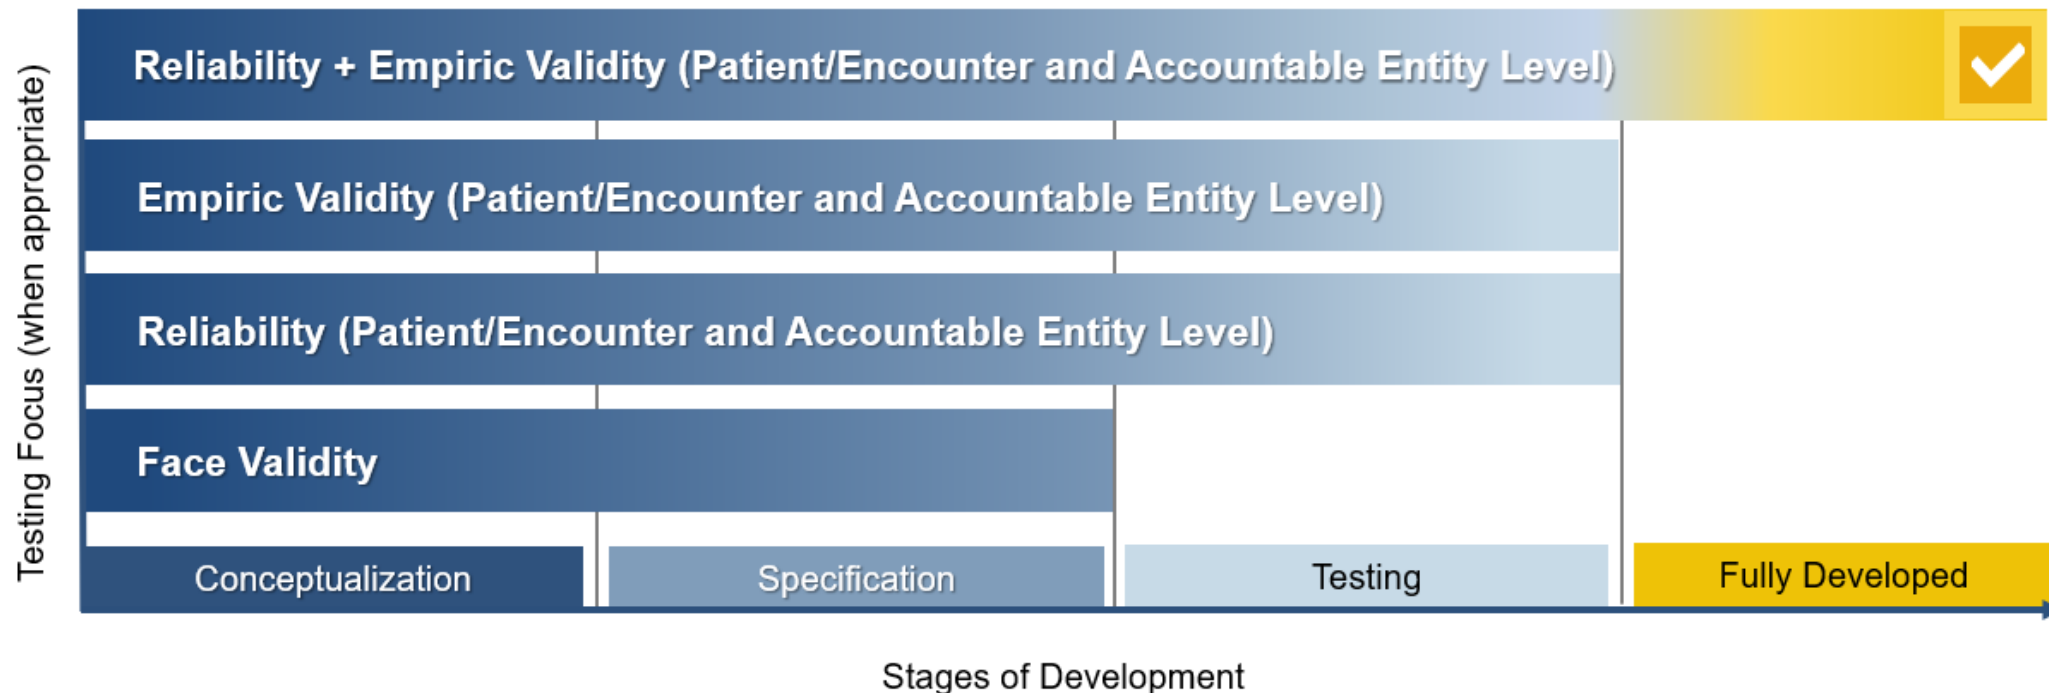 Testing Focus (when appropriate)
Reliability + Empiric Validity (Patient/Encounter and Accountable Entity Level)
Empiric Validity (Patient/Encounter and Accountable Entity Level)
Reliability (Patient/Encounter and Accountable Entity Level)
Face Validity
Conceptualization
Specification
Testing
Fully Developed
Stages of Development